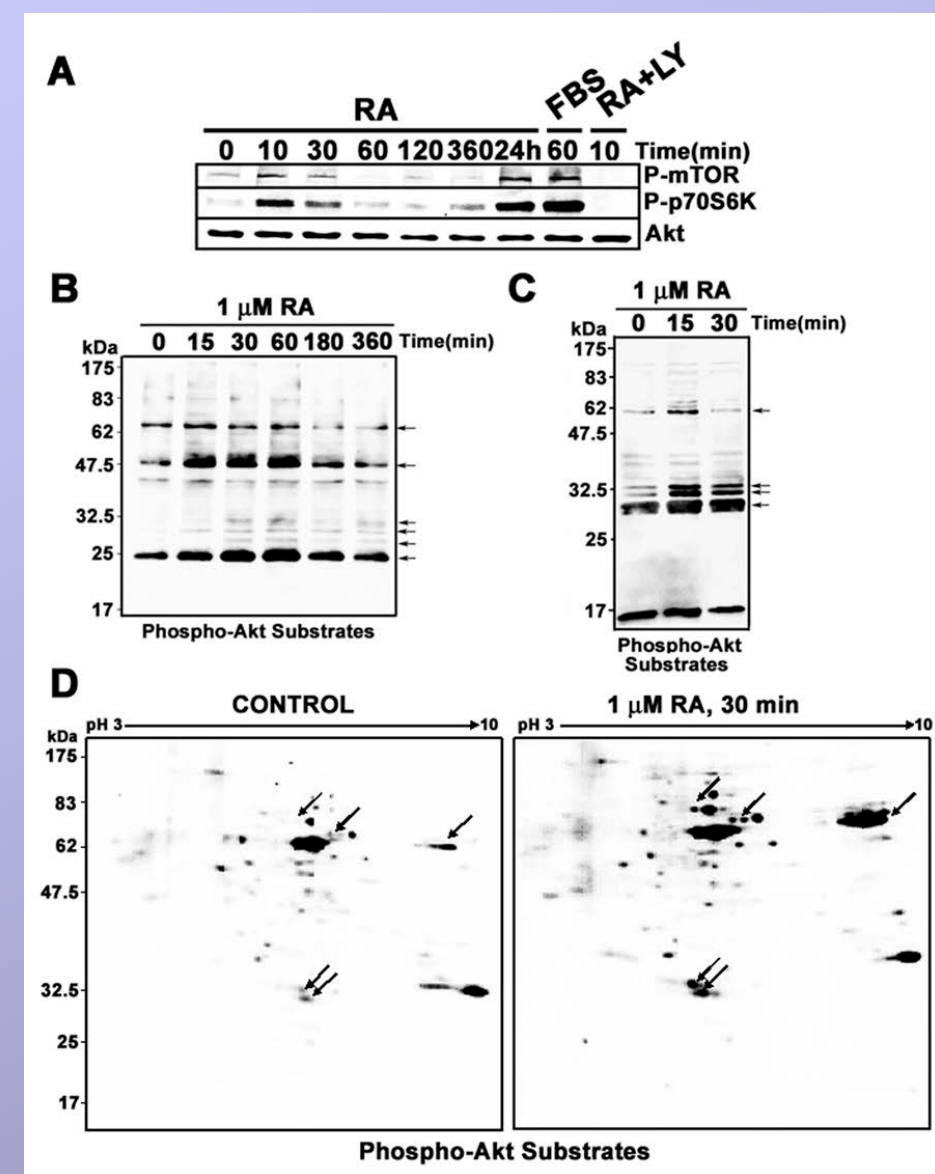 A
RA
FBS
RA+LY
0 10 30 60 120 360 24h 60 10 Time(min)
P-mTOR
P-p70S6K
Akt
B
1 μM RA
kDa 0 15 30 60 180 360 Time(min)
175
83
62
47.5
32.5
25
17
Phospho-Akt Substrates
C
1 μM RA
kDa 0 15 30 Time(min)
175
83
62
47.5
32.5
25
17
Phospho-Akt
Substrates
D
CONTROL
pH 3 10
kDa
175
83
62
47.5
32.5
25
17
1 μM RA, 30 min
pH 3 10
Phospho-Akt Substrates